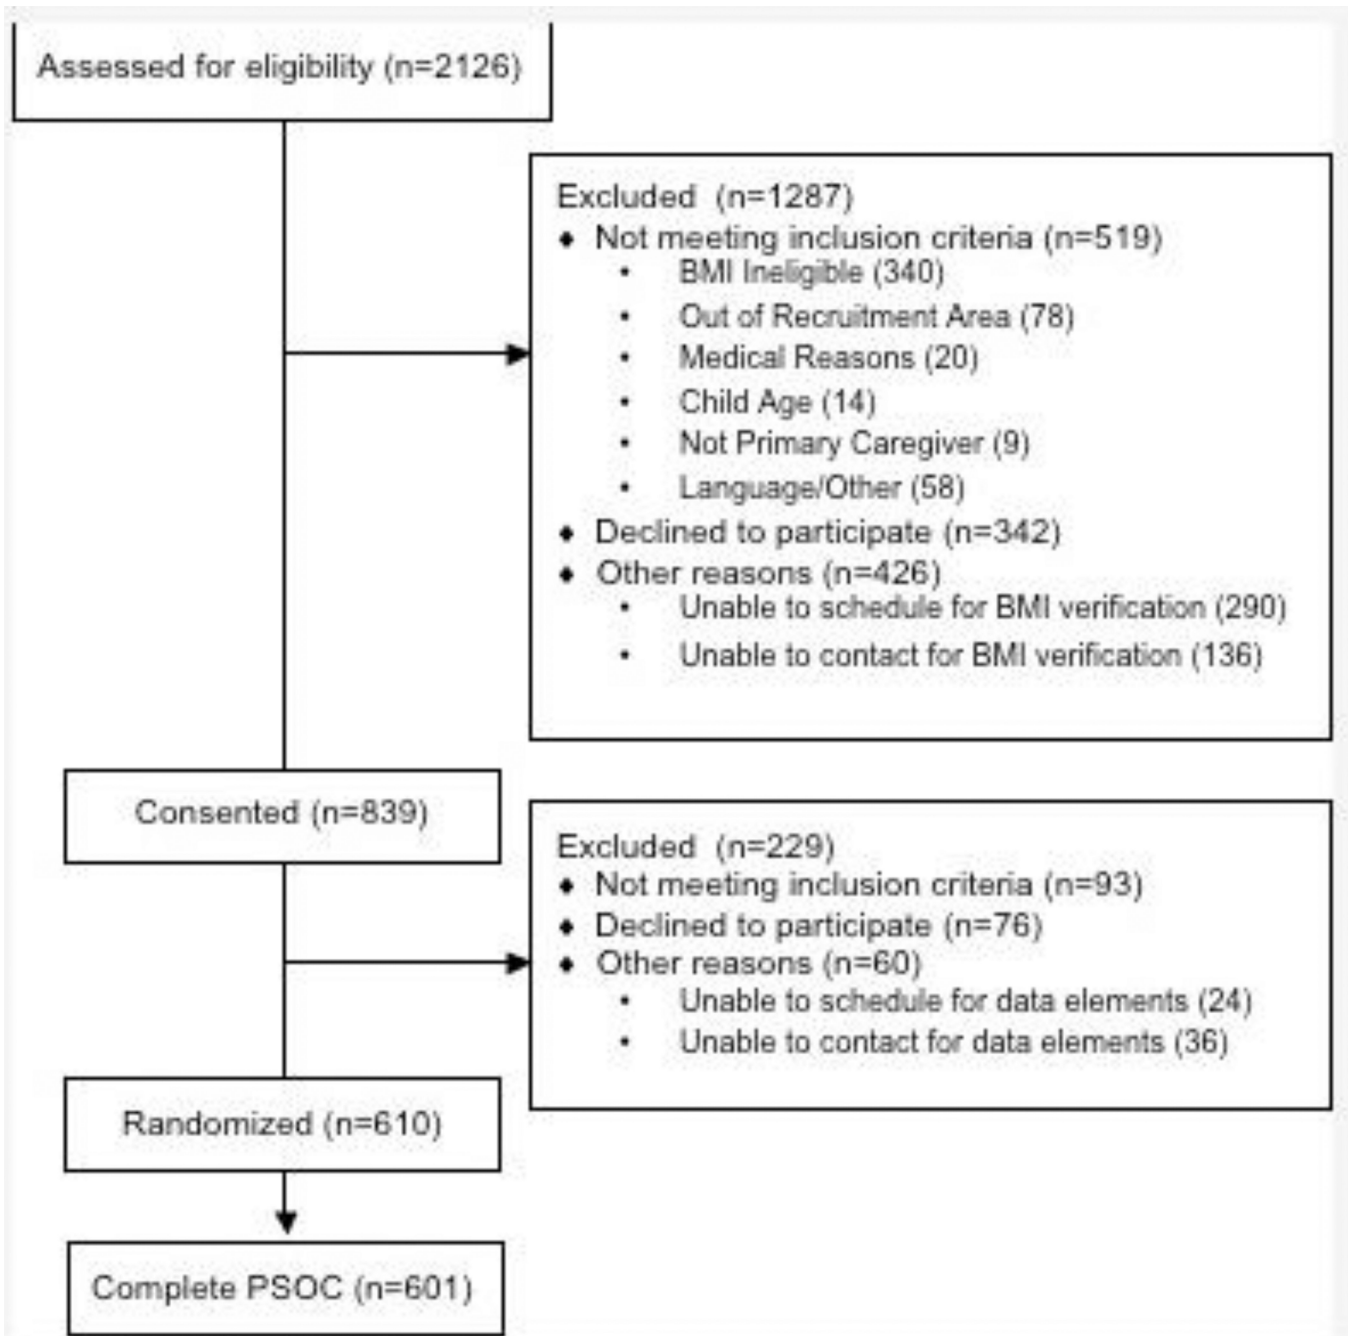 Assessed for eligibility (n=2126)
Excluded (n=1287)
♦ Not meeting inclusion criteria (n=519)
• BMI Ineligible (340)
• Out of Recruitment Area (78)
• Medical Reasons (20)
• Child Age (14)
• Not Primary Caregiver (9)
• Language/Other (58)
♦ Declined to participate (n=342)
♦ Other reasons (n=426)
• Unable to schedule for BMI verification (290)
• Unable to contact for BMI verification (136)
Consented (n=839)
Excluded (n=229)
♦ Not meeting inclusion criteria (n=93)
♦ Declined to participate (n=76)
♦ Other reasons (n=60)
• Unable to schedule for data elements (24)
• Unable to contact for data elements (36)
Randomized (n=610)
Complete PSOC (n=601)